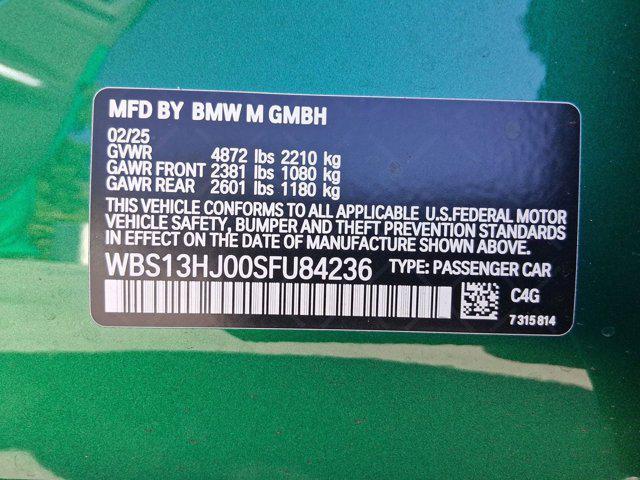 MFD BY BMW M GMBH
02/25
GVWR 4872 lbs 2210 kg
GAWR FRONT 2381 lbs 1080 kg
GAWR REAR 2601 lbs 1180 kg
THIS VEHICLE CONFORMS TO ALL APPLICABLE U.S.FEDERAL MOTOR
VEHICLE SAFETY, BUMPER AND THEFT PREVENTION STANDARDS
IN EFFECT ON THE DATE OF MANUFACTURE SHOWN ABOVE.
WBS13HJ00SFU84236 TYPE: PASSENGER CAR
C4G
7 315 814